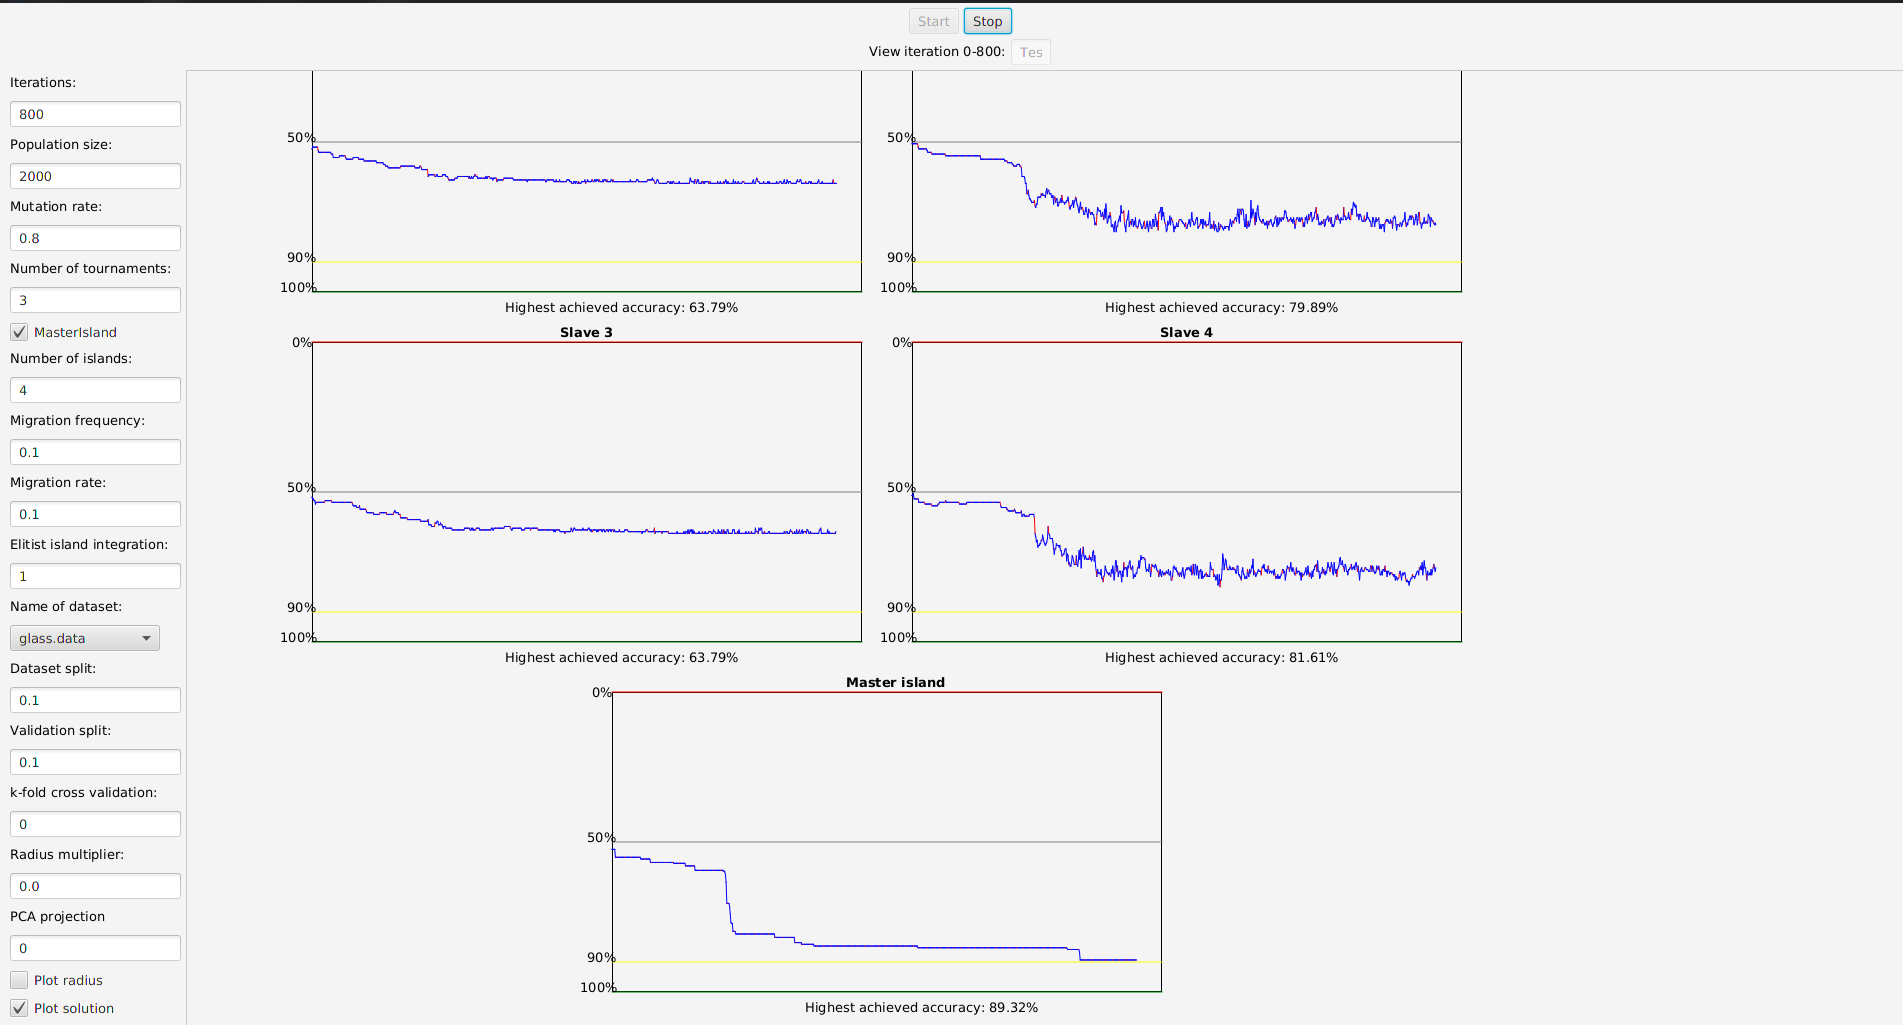 Start Stop
View iteration 0-800: Tes
Iterations:
800
Population size:
2000
Mutation rate:
0.8
Number of tournaments:
3
MasterIsland
Number of islands:
4
Migration frequency:
0.1
Migration rate:
0.1
Elitist island integration:
1
Name of dataset:
glass.data
Dataset split:
0.1
Validation split:
0.1
k-fold cross validation:
0
Radius multiplier:
0.0
PCA projection
0
Plot radius
Plot solution
50%
90%
100%
Highest achieved accuracy: 63.79%
50%
90%
100%
Highest achieved accuracy: 79.89%
Slave 3
0%
50%
90%
100%
Highest achieved accuracy: 63.79%
Slave 4
0%
50%
90%
100%
Highest achieved accuracy: 81.61%
Master island
0%
50%
90%
100%
Highest achieved accuracy: 89.32%